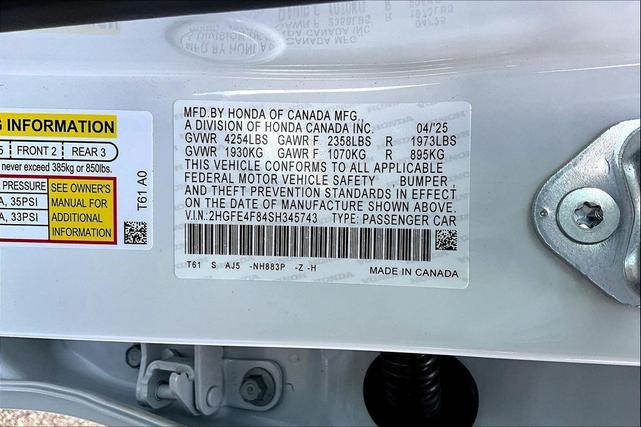 G INFORMATION
5 FRONT 2 REAR 3
never exceed 385kg or 850lbs.
PRESSURE
A, 35PSI
A, 33PSI
SEE OWNER'S
MANUAL FOR
ADDITIONAL
INFORMATION
T61 A0
MFD.BY HONDA OF CANADA MFG.,
A DIVISION OF HONDA CANADA INC. 04/'25
GVWR 4254LBS GAWR F 2358LBS R 1973LBS
GVWR 1930KG GAWR F 1070KG R 895KG
THIS VEHICLE CONFORMS TO ALL APPLICABLE
FEDERAL MOTOR VEHICLE SAFETY , BUMPER
AND THEFT PREVENTION STANDARDS IN EFFECT
ON THE DATE OF MANUFACTURE SHOWN ABOVE.
V.I.N:2HGFE4F84SH345743 TYPE: PASSENGER CAR
T61 S AJ5 -NH883P -Z -H
MADE IN CANADA